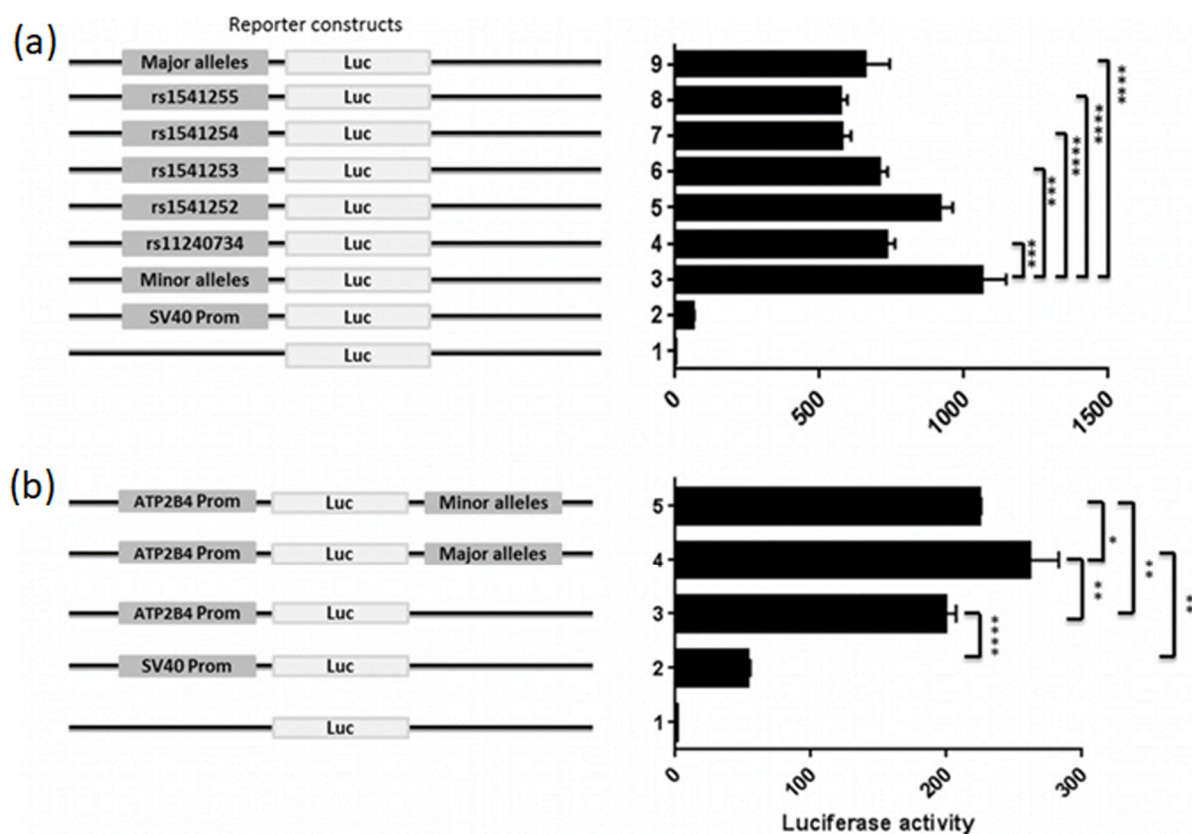 (a)
Reporter constructs
Major alleles Luc
rs1541255 Luc
rs1541254 Luc
rs1541253 Luc
rs1541252 Luc
rs11240734 Luc
Minor alleles Luc
SV40 Prom Luc
Luc
9
8
7
6
5
4
3
2
1
0 500 1000 1500
***
***
****
****
****
(b)
ATP2B4 Prom Luc Minor alleles
ATP2B4 Prom Luc Major alleles
ATP2B4 Prom Luc
SV40 Prom Luc
Luc
5
4
3
2
1
0 100 200 300
****
**
*
**
**
Luciferase activity